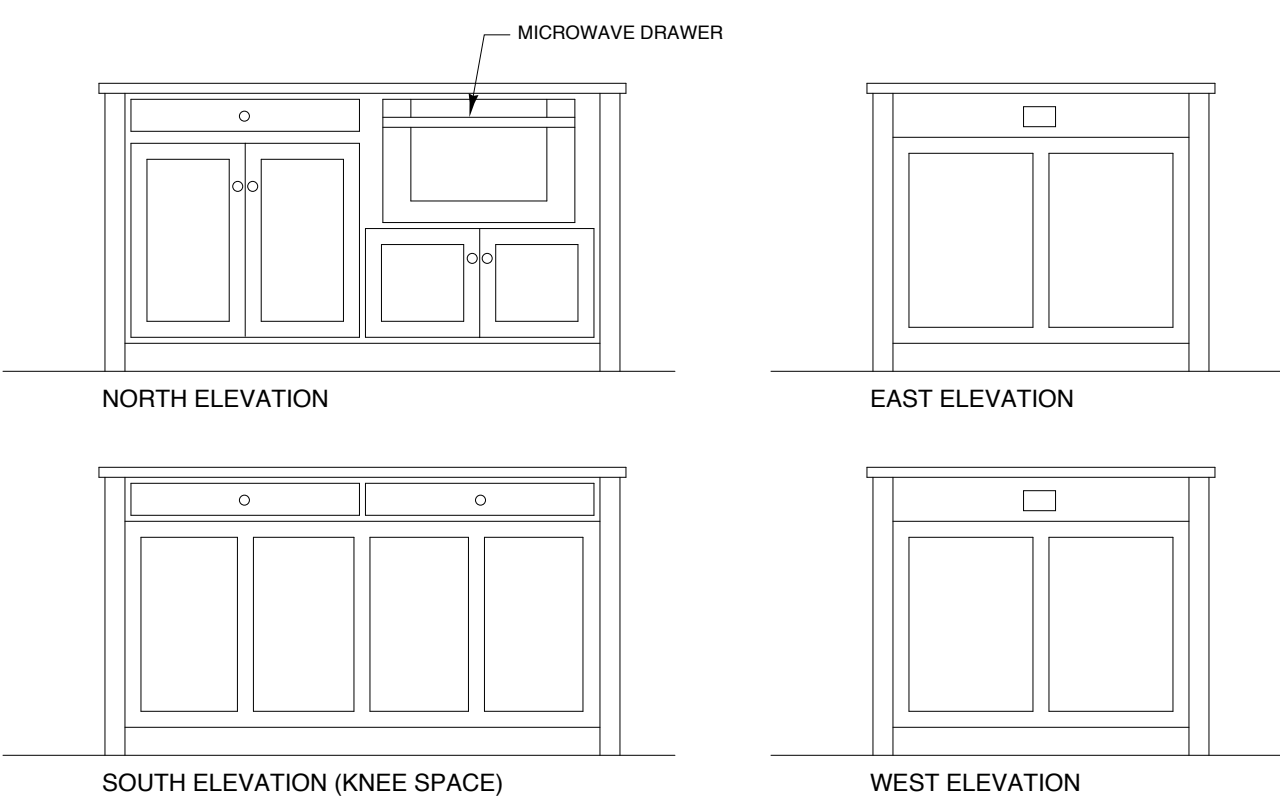 MICROWAVE DRAWER
NORTH ELEVATION
EAST ELEVATION
SOUTH ELEVATION (KNEE SPACE)
WEST ELEVATION